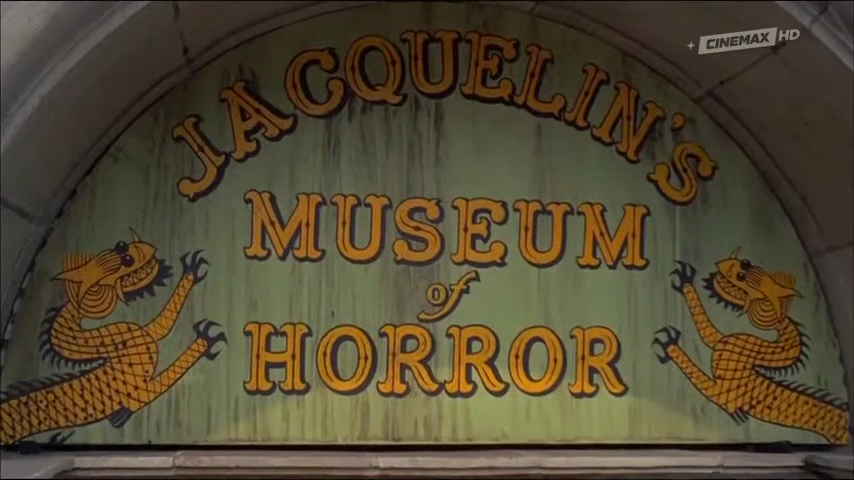 CINEMAX HD
JACQUELIN'S
MUSEUM
of
HORROR